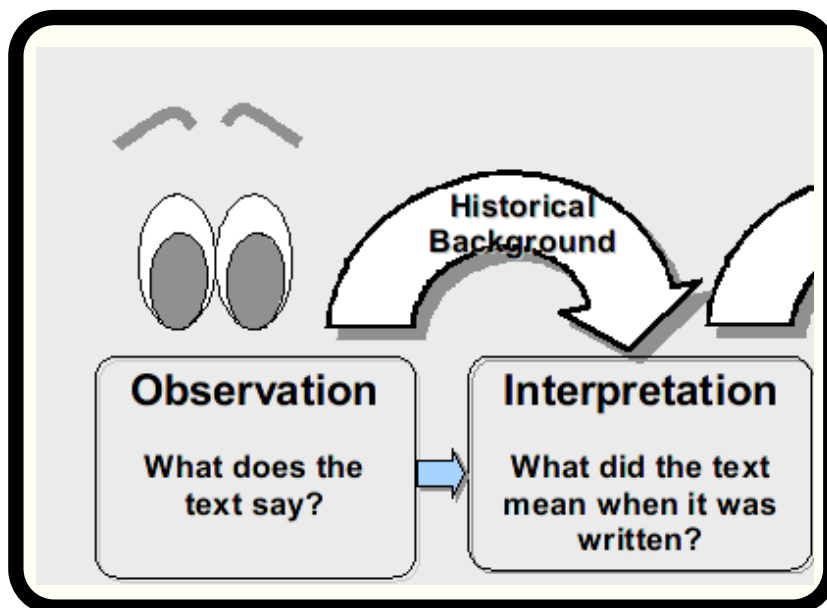 Historical
Background
Observation
What does the
text say?
Interpretation
What did the text
mean when it was
written?